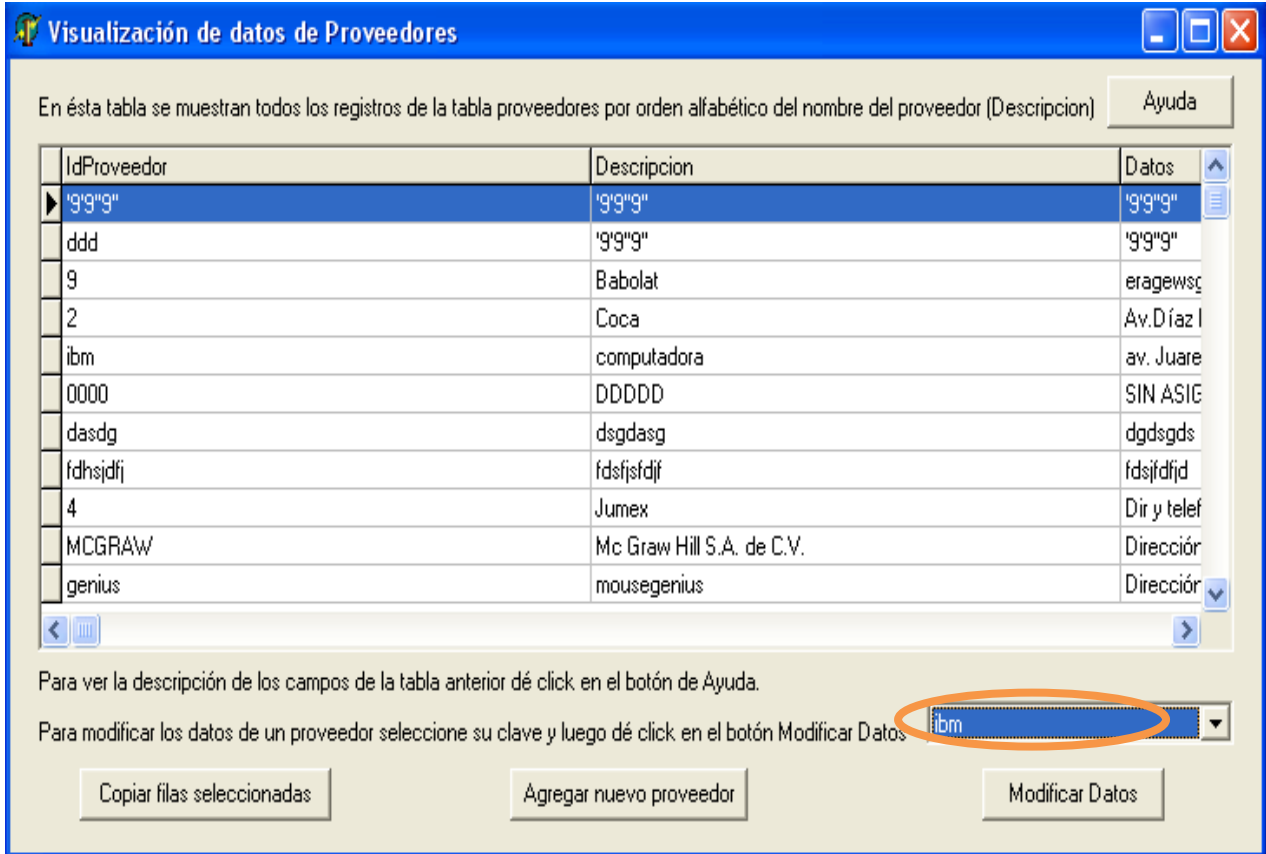 Visualización de datos de Proveedores
En ésta tabla se muestran todos los registros de la tabla proveedores por orden alfabético del nombre del proveedor (Descripcion) Ayuda
IdProveedor Descripcion Datos
'9'9"9" '9'9"9" '9'9"9"
ddd '9'9"9" '9'9"9"
9 Babolat eragewsg
2 Coca Av.Díaz
ibm computadora av. Juare
0000 DDDDD SIN ASIG
dasdg dsgdasg dgdsgds
fdhsjdfj fdsfjsfdjf fdsjfdfjd
4 Jumex Dir y telef
MCGRAW Mc Graw Hill S.A. de C.V. Dirección
genius mousegenius Dirección
Para ver la descripción de los campos de la tabla anterior dé click en el botón de Ayuda.
Para modificar los datos de un proveedor seleccione su clave y luego dé click en el botón Modificar Datos ibm
Copiar filas seleccionadas Agregar nuevo proveedor Modificar Datos